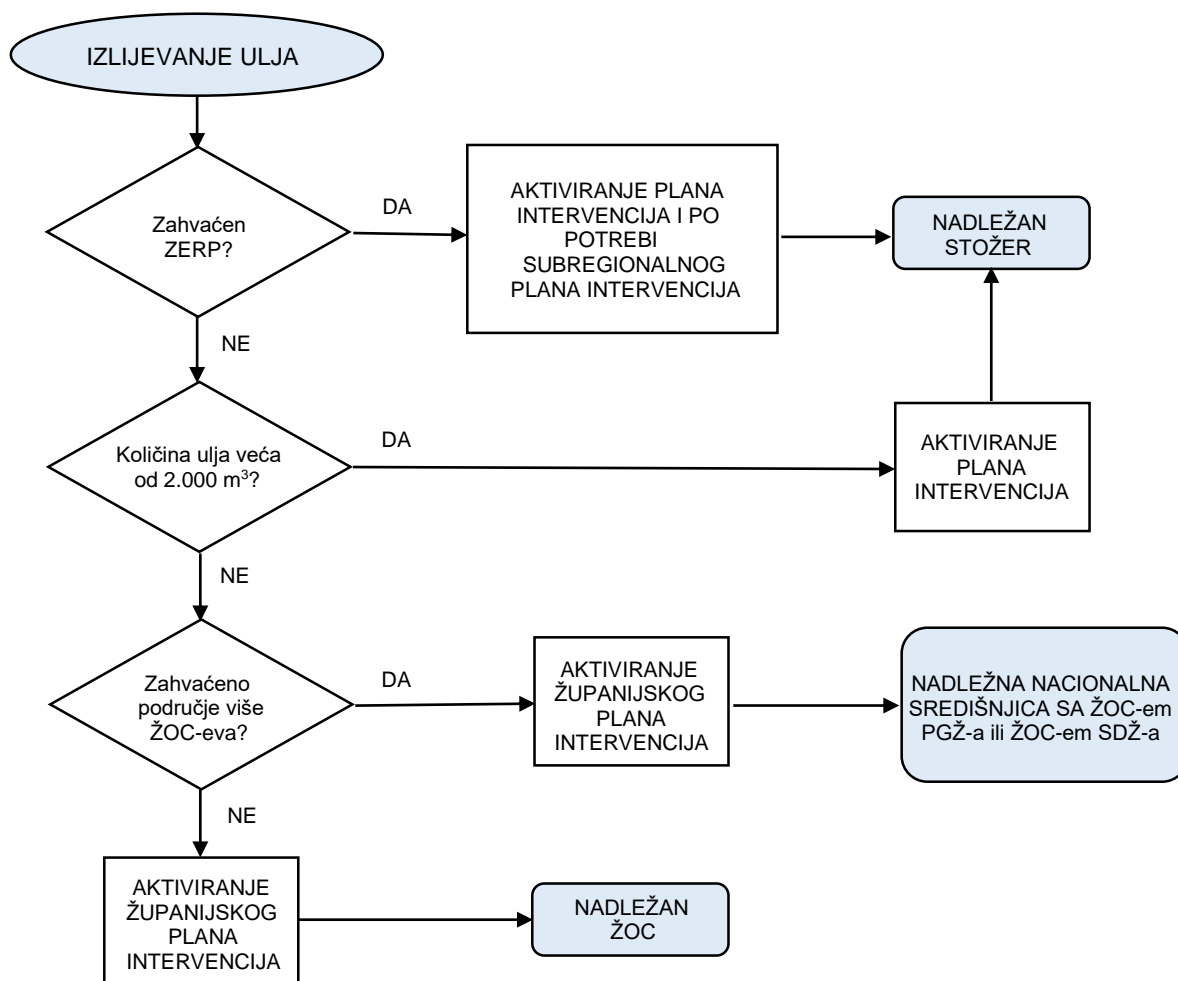 IZLIJEVANJE ULJA
Zahvaćen
ZERP?
DA
AKTIVIRANJE PLANA
INTERVENCIJA I PO
POTREBI
SUBREGIONALNOG
PLANA INTERVENCIJA
NADLEŽAN
STOŽER
NE
Količina ulja veća
od 2.000 m³?
DA
AKTIVIRANJE
PLANA
INTERVENCIJA
NE
Zahvaćeno
područje više
ŽOC-eva?
DA
AKTIVIRANJE
ŽUPANIJSKOG
PLANA
INTERVENCIJA
NADLEŽNA NACIONALNA
SREDIŠNJICA SA ŽOC-em
PGŽ-a ili ŽOC-em SDŽ-a
NE
AKTIVIRANJE
ŽUPANIJSKOG
PLANA
INTERVENCIJA
NADLEŽAN
ŽOC